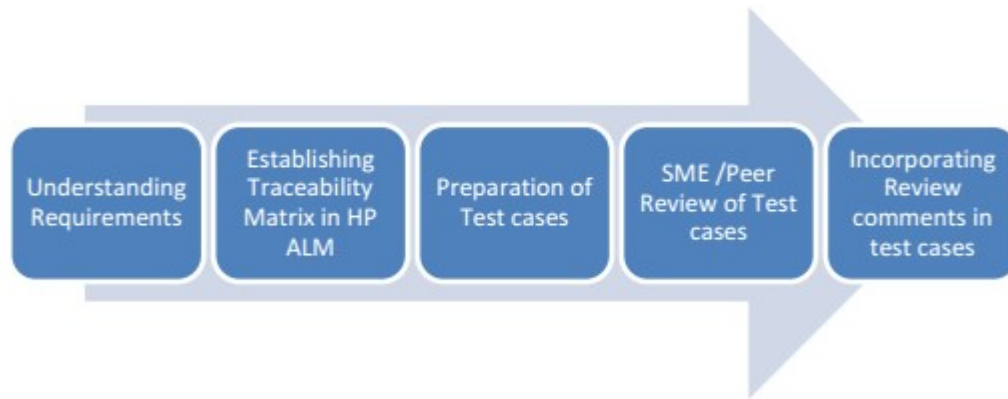 Understanding
Requirements
Establishing
Traceability
Matrix in HP
ALM
Preparation of
Test cases
SME /Peer
Review of Test
cases
Incorporating
Review
comments in
test cases